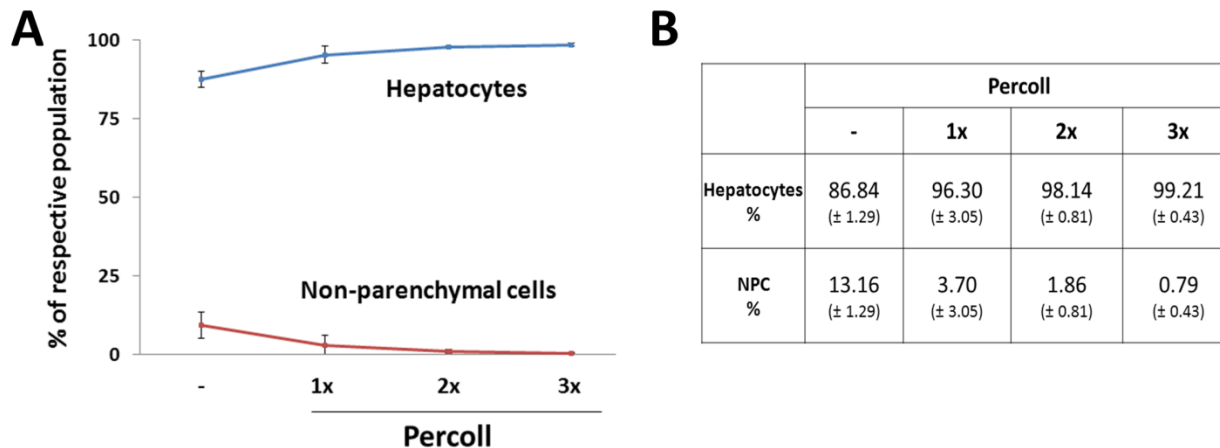 A
% of respective population
100
75
50
25
0
Hepatocytes
Non-parenchymal cells
- 1x 2x 3x
Percoll
B
Percoll
- 1x 2x 3x
Hepatocytes
%
86.84 96.30 98.14 99.21
(± 1.29) (± 3.05) (± 0.81) (± 0.43)
NPC
%
13.16 3.70 1.86 0.79
(± 1.29) (± 3.05) (± 0.81) (± 0.43)